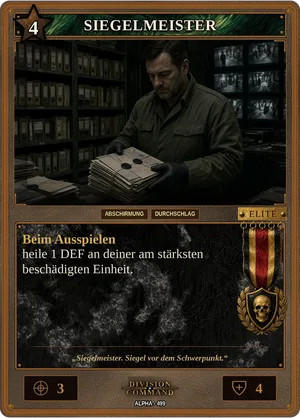 4
SIEGELMEISTER
ABSCHIRMUNG DURCHSCHLAG
ELITE
Beim Ausspielen
heile 1 DEF an deiner am stärksten
beschädigten Einheit.
„Siegelmeister. Siegel vor dem Schwerpunkt.“
3
DIVISION
COMMAND
4
ALPHA · 499